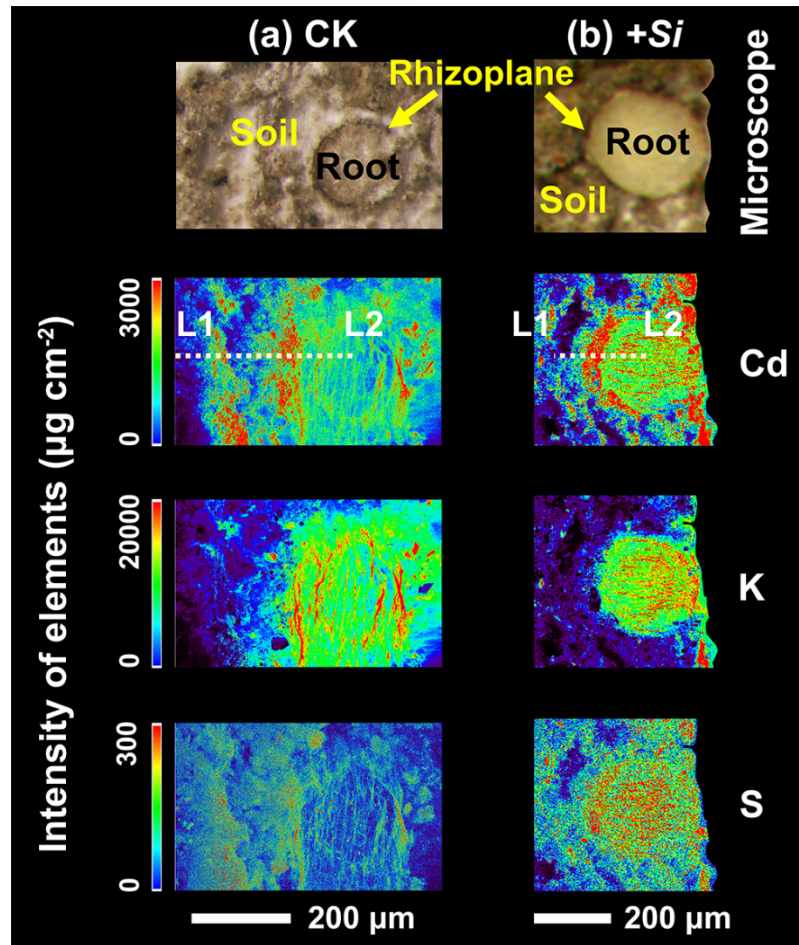 (a) CK
(b) +Si
Rhizoplane
Soil
Root
Root
Soil
Microscope
Intensity of elements (µg cm⁻²)
3000
0
L1
L2
L1
L2
Cd
20000
0
K
300
0
S
200 µm
200 µm